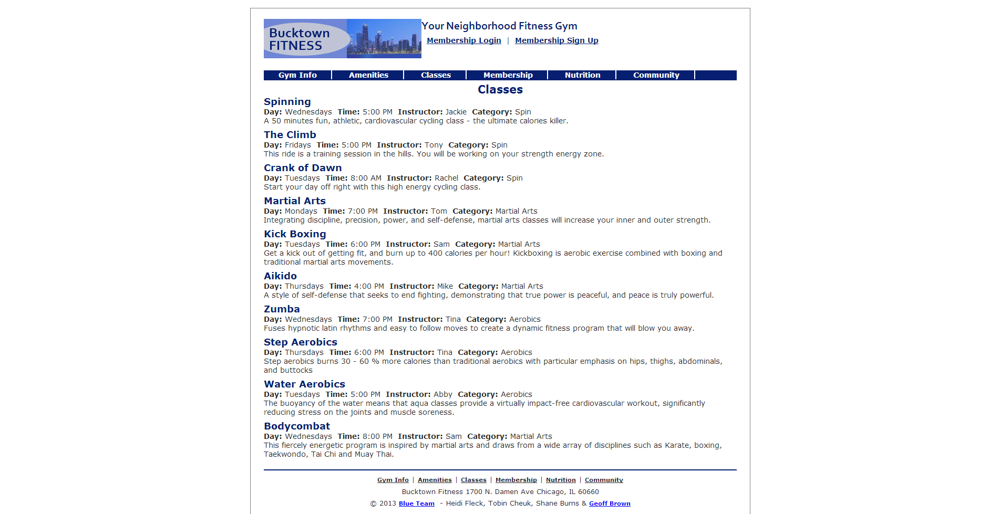 Bucktown
FITNESS
Your Neighborhood Fitness Gym
Membership Login | Membership Sign Up
Gym Info Amenities Classes Membership Nutrition Community
Classes
Spinning
Day: Wednesdays Time: 5:00 PM Instructor: Jackie Category: Spin
A 50 minutes fun, athletic, cardiovascular cycling class - the ultimate calories killer.
The Climb
Day: Fridays Time: 5:00 PM Instructor: Tony Category: Spin
This ride is a training session in the hills. You will be working on your strength energy zone.
Crank of Dawn
Day: Tuesdays Time: 8:00 AM Instructor: Rachel Category: Spin
Start your day off right with this high energy cycling class.
Martial Arts
Day: Mondays Time: 7:00 PM Instructor: Tom Category: Martial Arts
Integrating discipline, precision, power, and self-defense, martial arts classes will increase your inner and outer strength.
Kick Boxing
Day: Tuesdays Time: 6:00 PM Instructor: Sam Category: Martial Arts
Get a kick out of getting fit, and burn up to 400 calories per hour! Kickboxing is aerobic exercise combined with boxing and
traditional martial arts movements.
Aikido
Day: Thursdays Time: 4:00 PM Instructor: Mike Category: Martial Arts
A style of self-defense that seeks to end fighting, demonstrating that true power is peaceful, and peace is truly powerful.
Zumba
Day: Wednesdays Time: 7:00 PM Instructor: Tina Category: Aerobics
Fuses hypnotic latin rhythms and easy to follow moves to create a dynamic fitness program that will blow you away.
Step Aerobics
Day: Thursdays Time: 6:00 PM Instructor: Tina Category: Aerobics
Step aerobics burns 30 - 60 % more calories than traditional aerobics with particular emphasis on hips, thighs, abdominals,
and buttocks
Water Aerobics
Day: Tuesdays Time: 5:00 PM Instructor: Abby Category: Aerobics
The buoyancy of the water means that aqua classes provide a virtually impact-free cardiovascular workout, significantly
reducing stress on the joints and muscle soreness.
Bodycombat
Day: Wednesdays Time: 8:00 PM Instructor: Sam Category: Martial Arts
This fiercely energetic program is inspired by martial arts and draws from a wide array of disciplines such as Karate, boxing,
Taekwondo, Tai Chi and Muay Thai.
Gym Info | Amenities | Classes | Membership | Nutrition | Community
Bucktown Fitness 1700 N. Damen Ave Chicago, IL 60660
© 2013 Blue Team - Heidi Fleck, Tobin Cheuk, Shane Burns & Geoff Brown